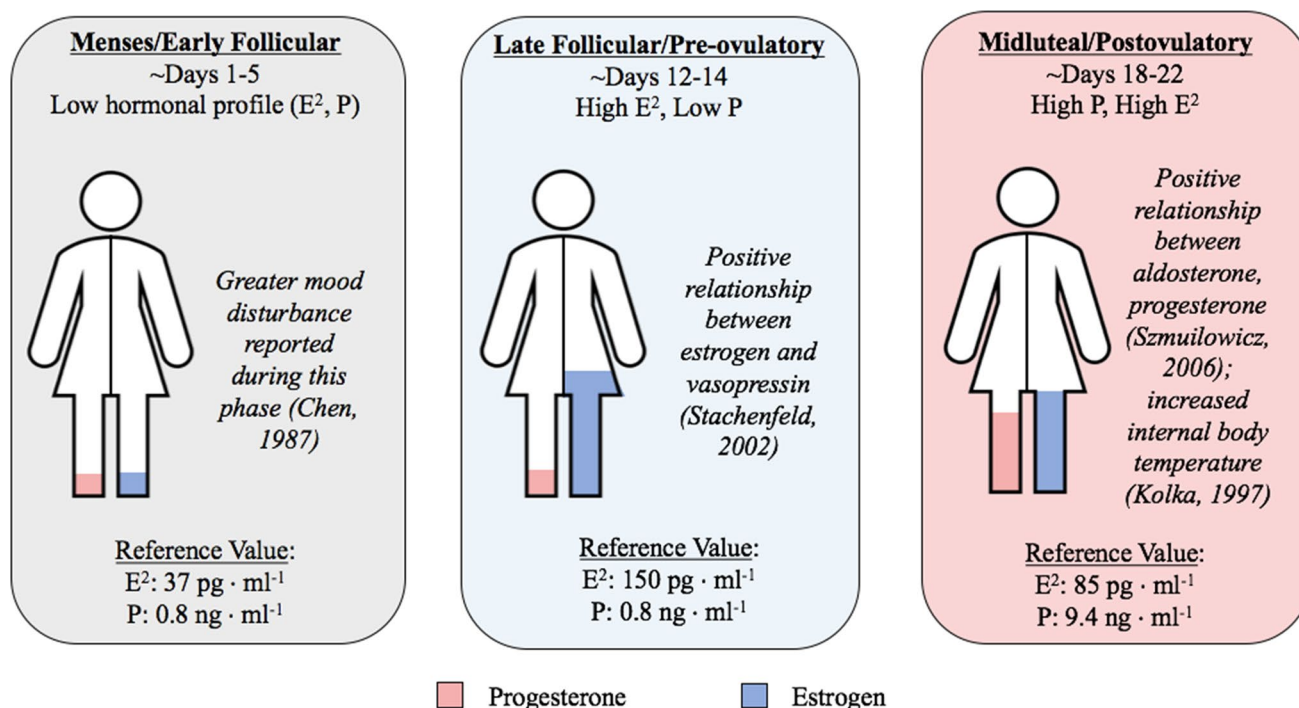 Menses/Early Follicular
~Days 1-5
Low hormonal profile (E², P)
Greater mood
disturbance
reported
during this
phase (Chen,
1987)
Reference Value:
E²: 37 pg · ml⁻¹
P: 0.8 ng · ml⁻¹
Late Follicular/Pre-ovulatory
~Days 12-14
High E², Low P
Positive
relationship
between
estrogen and
vasopressin
(Stachenfeld,
2002)
Reference Value:
E²: 150 pg · ml⁻¹
P: 0.8 ng · ml⁻¹
Midluteal/Postovulatory
~Days 18-22
High P, High E²
Positive
relationship
between
aldosterone,
progesterone
(Szmuilowicz,
2006);
increased
internal body
temperature
(Kolka, 1997)
Reference Value:
E²: 85 pg · ml⁻¹
P: 9.4 ng · ml⁻¹
Progesterone
Estrogen